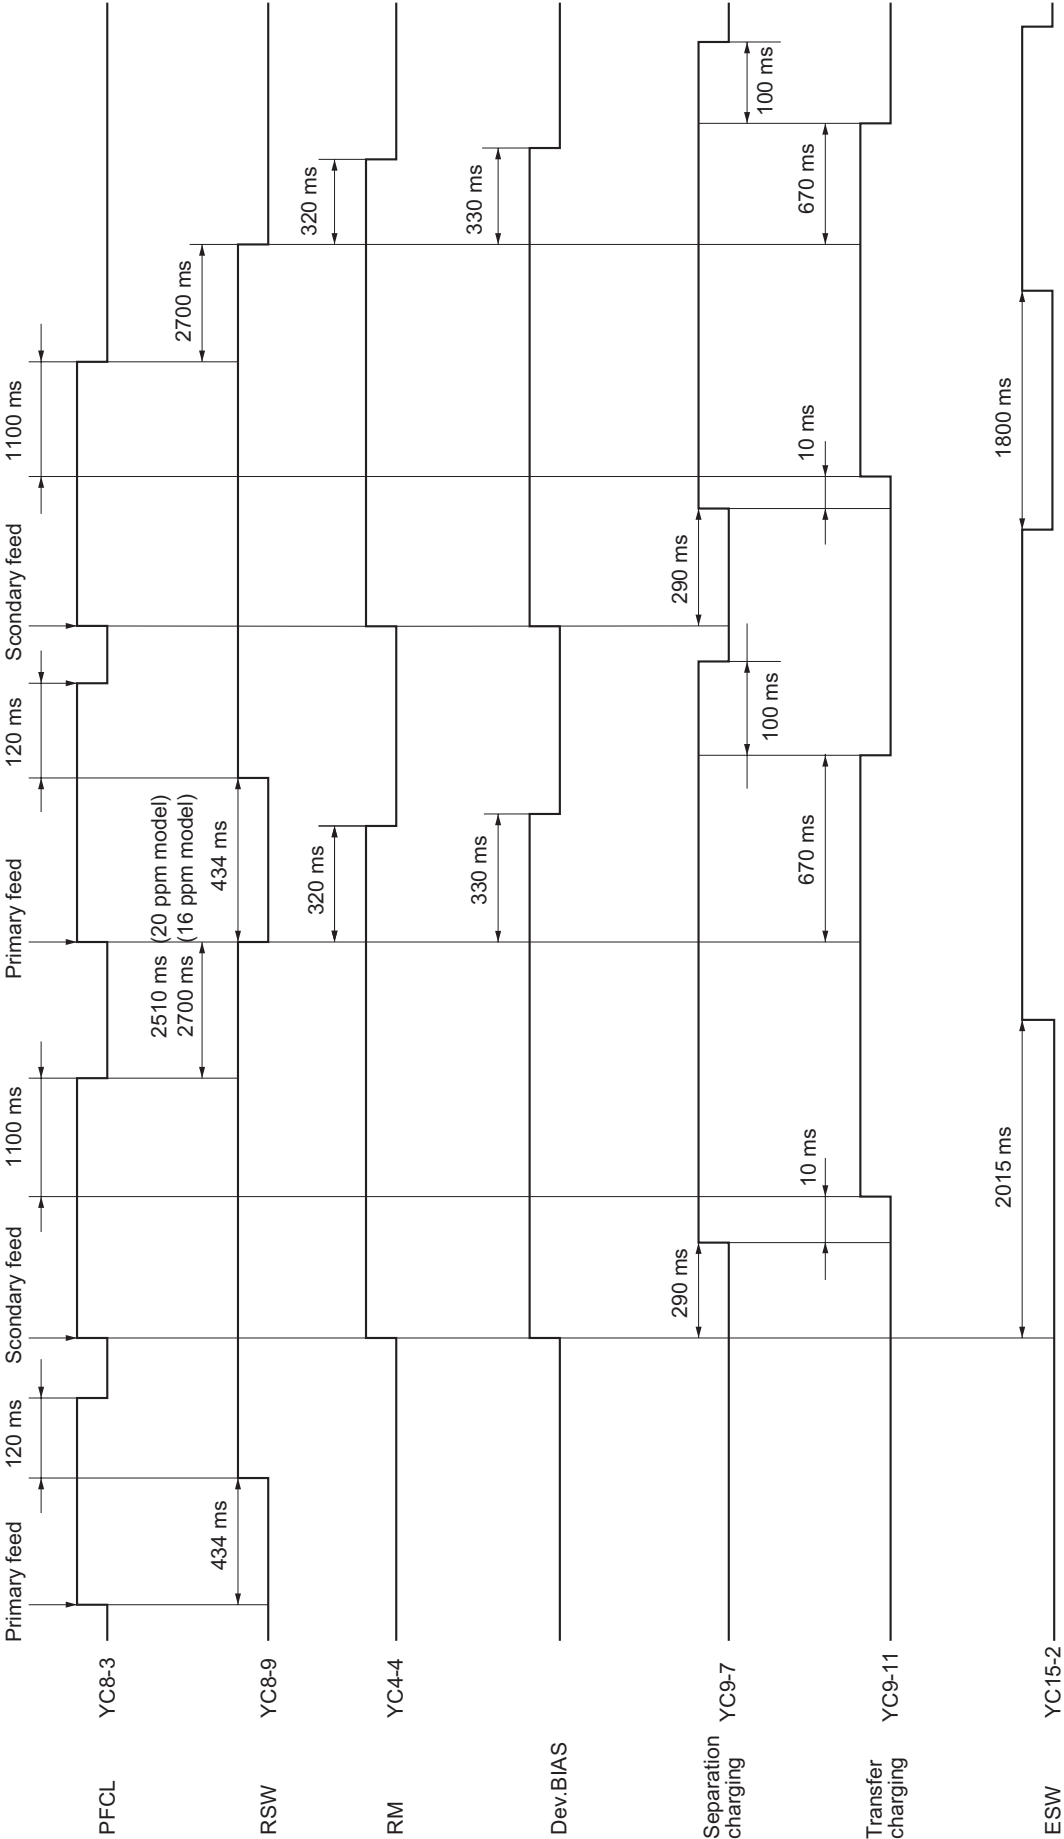 Primary feed
120 ms
Scondary feed
1100 ms
Primary feed
120 ms
Scondary feed
1100 ms
PFCL
YC8-3
434 ms
2510 ms (20 ppm model)
2700 ms (16 ppm model)
434 ms
2700 ms
RSW
YC8-9
320 ms
320 ms
RM
YC4-4
330 ms
330 ms
Dev.BIAS
290 ms
100 ms
290 ms
100 ms
Separation
charging
YC9-7
10 ms
670 ms
10 ms
670 ms
Transfer
charging
YC9-11
2015 ms
1800 ms
ESW
YC15-2